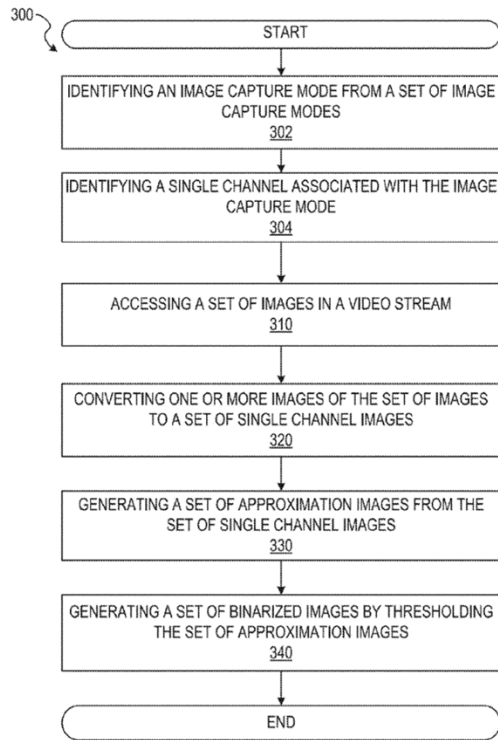 300
START
IDENTIFYING AN IMAGE CAPTURE MODE FROM A SET OF IMAGE
CAPTURE MODES
302
IDENTIFYING A SINGLE CHANNEL ASSOCIATED WITH THE IMAGE
CAPTURE MODE
304
ACCESSING A SET OF IMAGES IN A VIDEO STREAM
310
CONVERTING ONE OR MORE IMAGES OF THE SET OF IMAGES
TO A SET OF SINGLE CHANNEL IMAGES
320
GENERATING A SET OF APPROXIMATION IMAGES FROM THE
SET OF SINGLE CHANNEL IMAGES
330
GENERATING A SET OF BINARIZED IMAGES BY THRESHOLDING
THE SET OF APPROXIMATION IMAGES
340
END